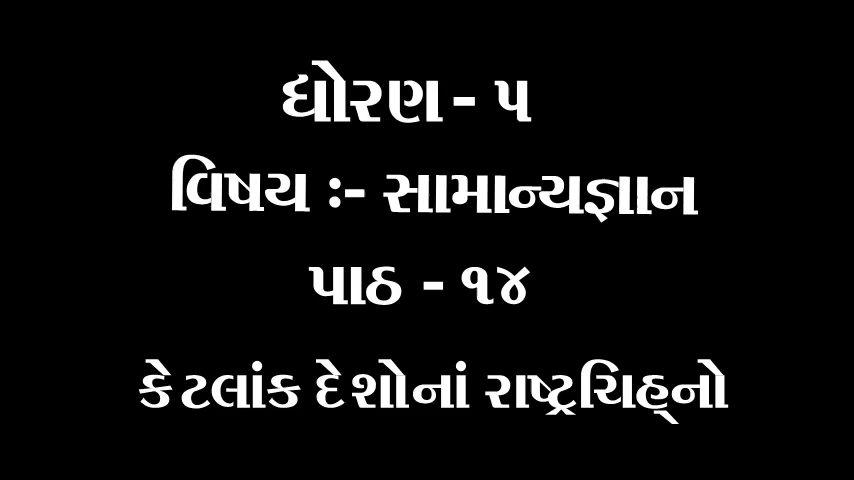 ધોરણ - ૫
વિષય ઃ- સામાન્યજ્ઞાન
પાઠ - ૧૪
કેટલાંક દેશોનાં રાષ્ટ્રચિહ્નો